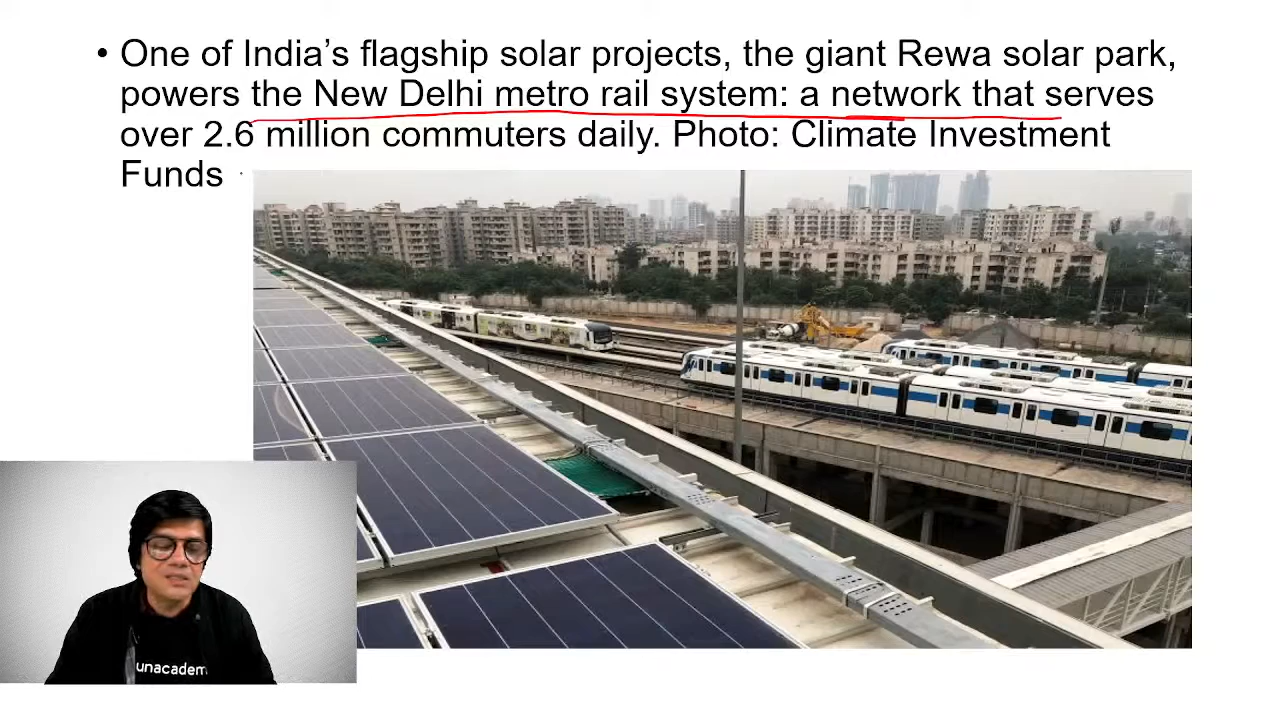 • One of India’s flagship solar projects, the giant Rewa solar park,
powers the New Delhi metro rail system: a network that serves
over 2.6 million commuters daily. Photo: Climate Investment
Funds
unacadem